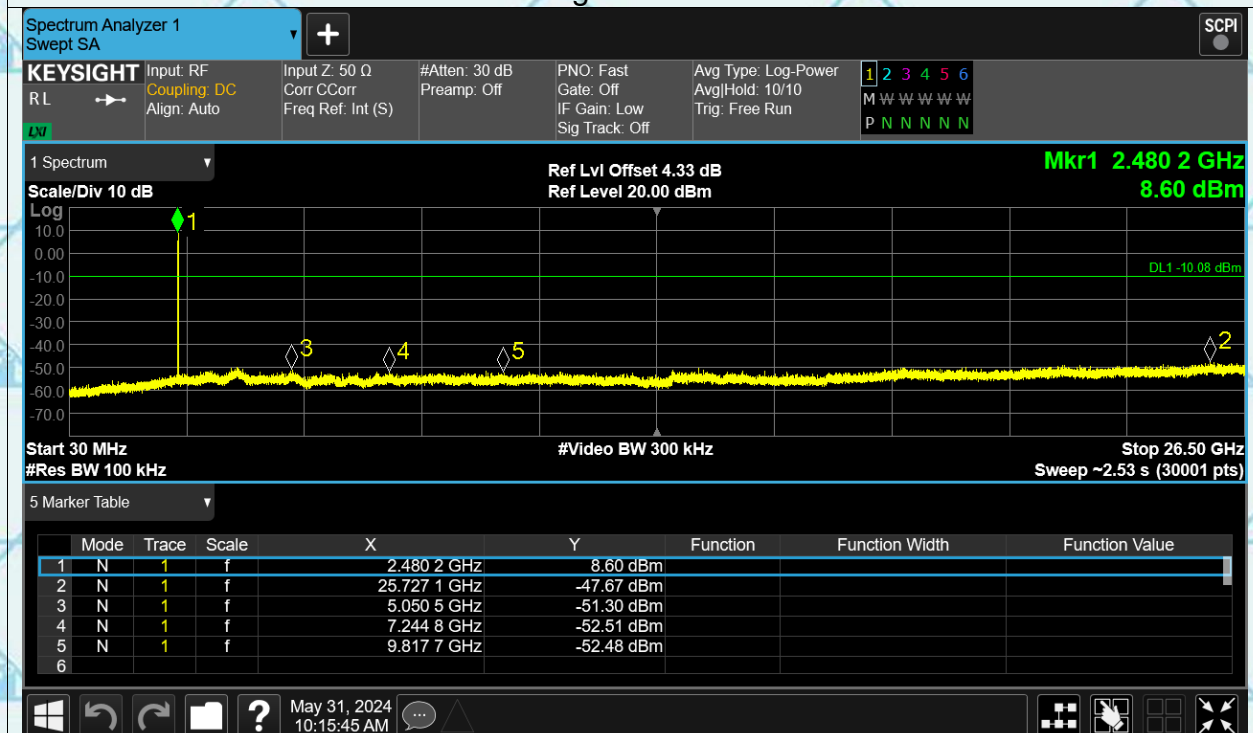 Spectrum Analyzer 1
Swept SA
+
SCPI
KEYSIGHT
RL
LXI
Input: RF
Coupling: DC
Align: Auto
Input Z: 50 Ω
Corr CCorr
Freq Ref: Int (S)
#Atten: 30 dB
Preamp: Off
PNO: Fast
Gate: Off
IF Gain: Low
Sig Track: Off
Avg Type: Log-Power
Avg|Hold: 10/10
Trig: Free Run
1 2 3 4 5 6
M W W W W W
P N N N N N N
1 Spectrum
Scale/Div 10 dB
Ref Lvl Offset 4.33 dB
Ref Level 20.00 dBm
Mkr1 2.480 2 GHz
8.60 dBm
Log
10.0
0.00
-10.0
-20.0
-30.0
-40.0
-50.0
-60.0
-70.0
1
DL1 -10.08 dBm
3
4
5
2
Start 30 MHz
#Video BW 300 kHz
Stop 26.50 GHz
#Res BW 100 kHz
Sweep ~2.53 s (30001 pts)
5 Marker Table
Mode Trace Scale X Y Function Function Width Function Value
1 N 1 f 2.480 2 GHz 8.60 dBm
2 N 1 f 25.727 1 GHz -47.67 dBm
3 N 1 f 5.050 5 GHz -51.30 dBm
4 N 1 f 7.244 8 GHz -52.51 dBm
5 N 1 f 9.817 7 GHz -52.48 dBm
6
?
May 31, 2024
10:15:45 AM